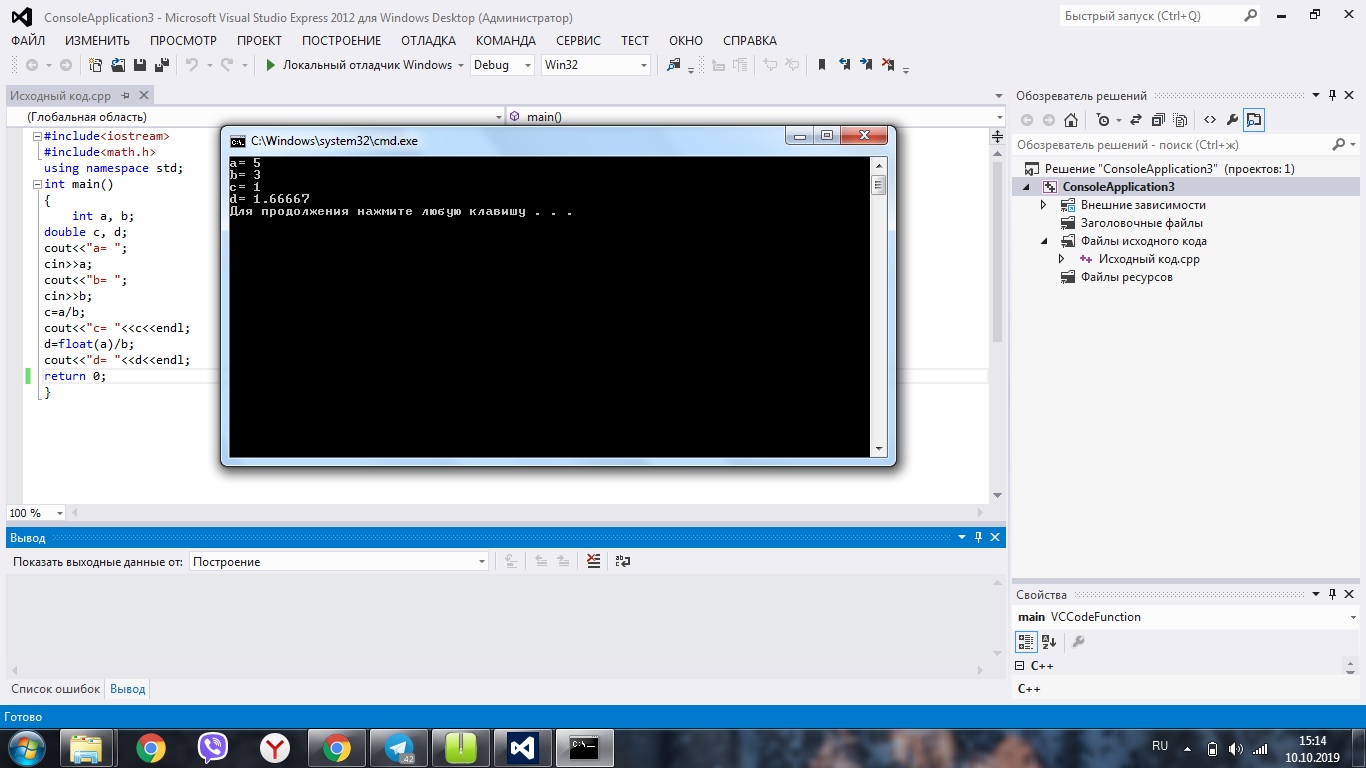 ConsoleApplication3 - Microsoft Visual Studio Express 2012 для Windows Desktop (Администратор)
Быстрый запуск (Ctrl+Q)
ФАЙЛ ИЗМЕНИТЬ ПРОСМОТР ПРОЕКТ ПОСТРОЕНИЕ ОТЛАДКА КОМАНДА СЕРВИС ТЕСТ ОКНО СПРАВКА
Локальный отладчик Windows Debug Win32
Исходный код.cpp
(Глобальная область) main()
#include<iostream>
#include<math.h>
using namespace std;
int main()
{
int a, b;
double c, d;
cout<<"a= ";
cin>>a;
cout<<"b= ";
cin>>b;
c=a/b;
cout<<"c= "<<c<<endl;
d=float(a)/b;
cout<<"d= "<<d<<endl;
return 0;
}
100 %
C:\Windows\system32\cmd.exe
a= 5
b= 3
c= 1
d= 1.66667
Для продолжения нажмите любую клавишу . . .
Обозреватель решений
Обозреватель решений - поиск (Ctrl+ж)
Решение "ConsoleApplication3" (проектов: 1)
ConsoleApplication3
Внешние зависимости
Заголовочные файлы
Файлы исходного кода
Исходный код.cpp
Файлы ресурсов
Вывод
Показать выходные данные от: Построение
Список ошибок Вывод
Свойства
main VCCodeFunction
C++
C++
Готово
42
RU
15:14
10.10.2019